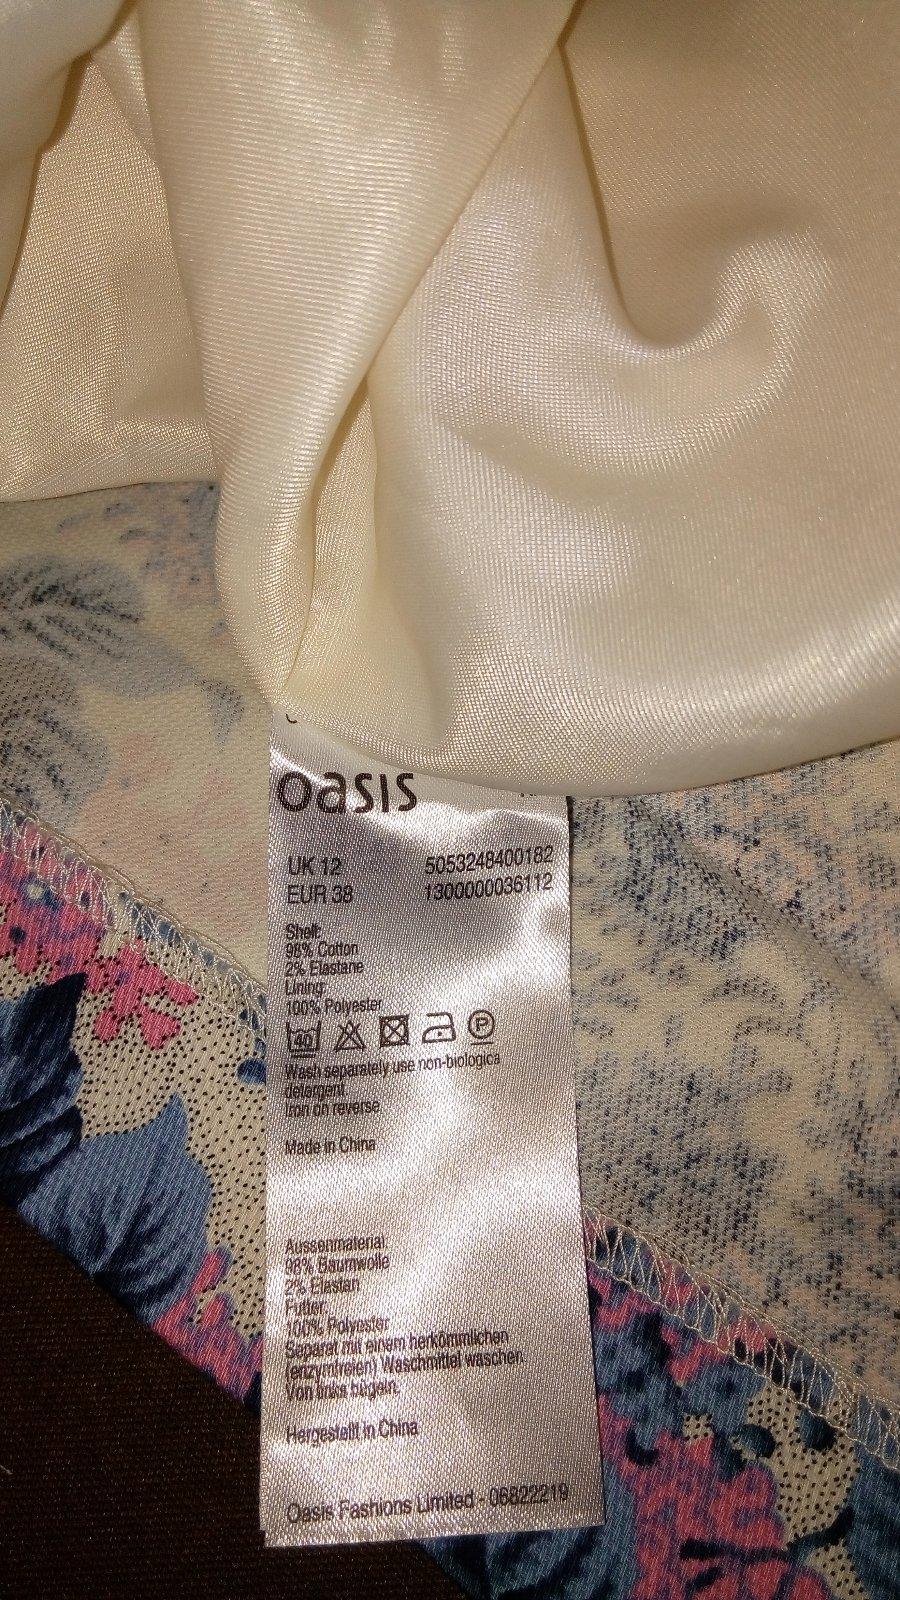 oasis
UK 12 5053248400182
EUR 38 1300000036112
Shell:
98% Cotton
2% Elastane
Lining:
100% Polyester
40 P
Wash separately use non-biologica
detergent
Iron on reverse
Made in China
Aussenmaterial:
98% Baumwolle
2% Elastan
Futter:
100% Polyester
Separat mit einem herkömmlichen
(enzymfreien) Waschmittel waschen.
Von links bügeln.
Hergestellt in China
Oasis Fashions Limited - 06822219